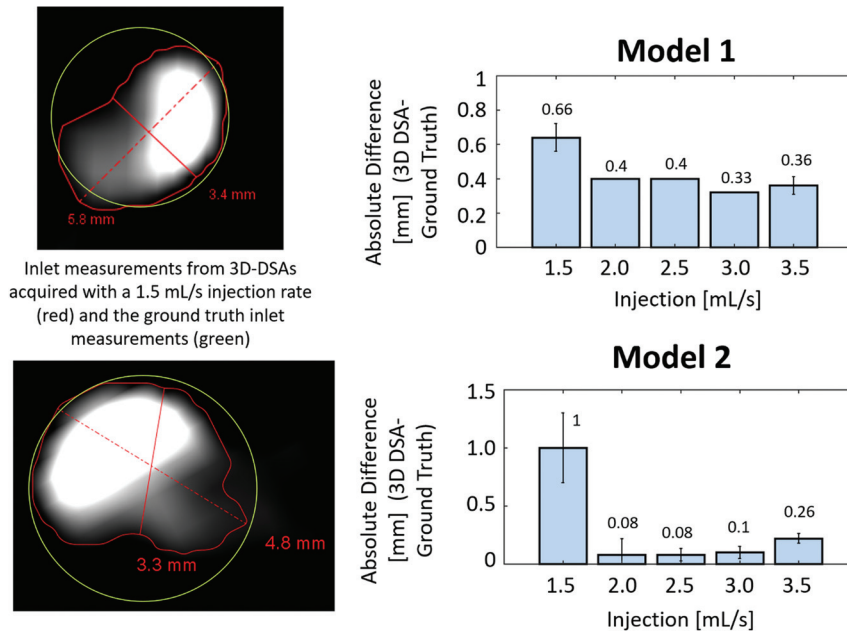 5.8 mm
3.4 mm
Inlet measurements from 3D-DSAs
acquired with a 1.5 mL/s injection rate
(red) and the ground truth inlet
measurements (green)
3.3 mm
4.8 mm
Model 1
Absolute Difference
[mm] (3D DSA-
Ground Truth)
1
0.8
0.6
0.4
0.2
0
0.66
0.4
0.4
0.33
0.36
1.5 2.0 2.5 3.0 3.5
Injection [mL/s]
Model 2
Absolute Difference
[mm] (3D DSA-
Ground Truth)
1.5
1.0
0.5
0
1
0.08
0.08
0.1
0.26
1.5 2.0 2.5 3.0 3.5
Injection [mL/s]